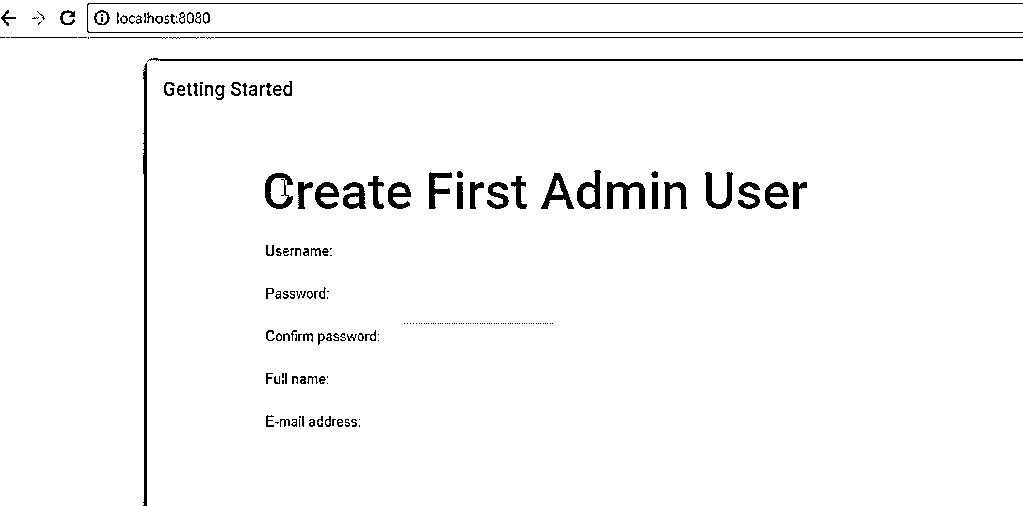 localhost:8080
Getting Started
Create First Admin User
Username:
Password:
Confirm password:
Full name:
E-mail address: